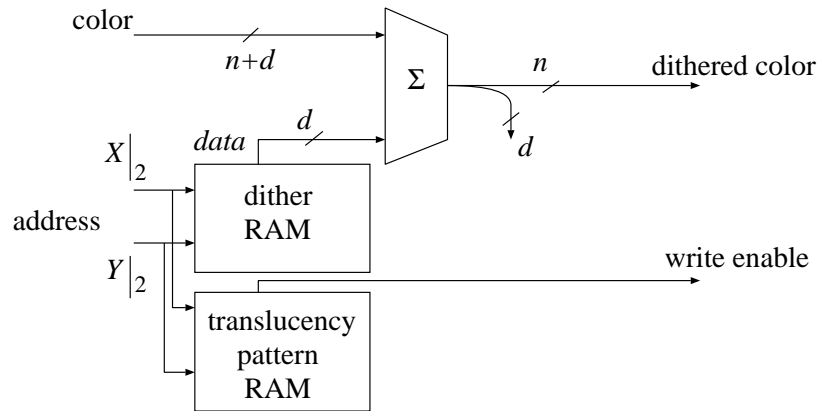 color
n+d
Σ
n
dithered color
data
d
d
X|2
dither
RAM
address
Y|2
write enable
translucency
pattern
RAM